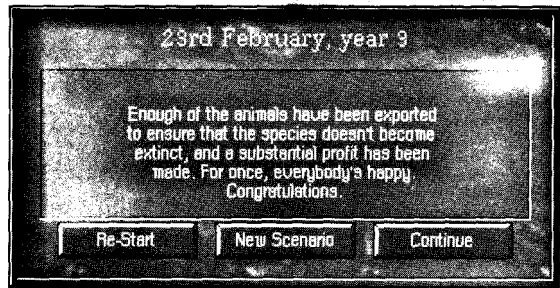 23rd February, year 9
Enough of the animals have been exported
to ensure that the species doesn't become
extinct, and a substantial profit has been
made. For once, everybody's happy.
Congratulations.
Re-Start
New Scenario
Continue